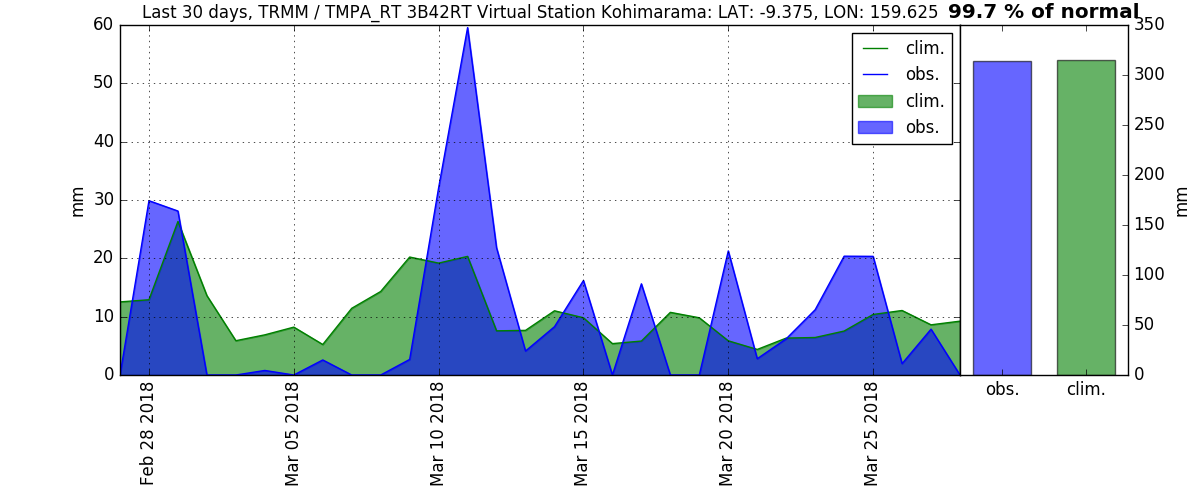 Last 30 days, TRMM / TMPA_RT 3B42RT Virtual Station Kohimarama: LAT: -9.375, LON: 159.625 99.7 % of normal
60
50
40
30
20
10
0
mm
clim.
obs.
clim.
obs.
Feb 28 2018
Mar 05 2018
Mar 10 2018
Mar 15 2018
Mar 20 2018
Mar 25 2018
350
300
250
200
150
100
50
0
mm
obs.
clim.